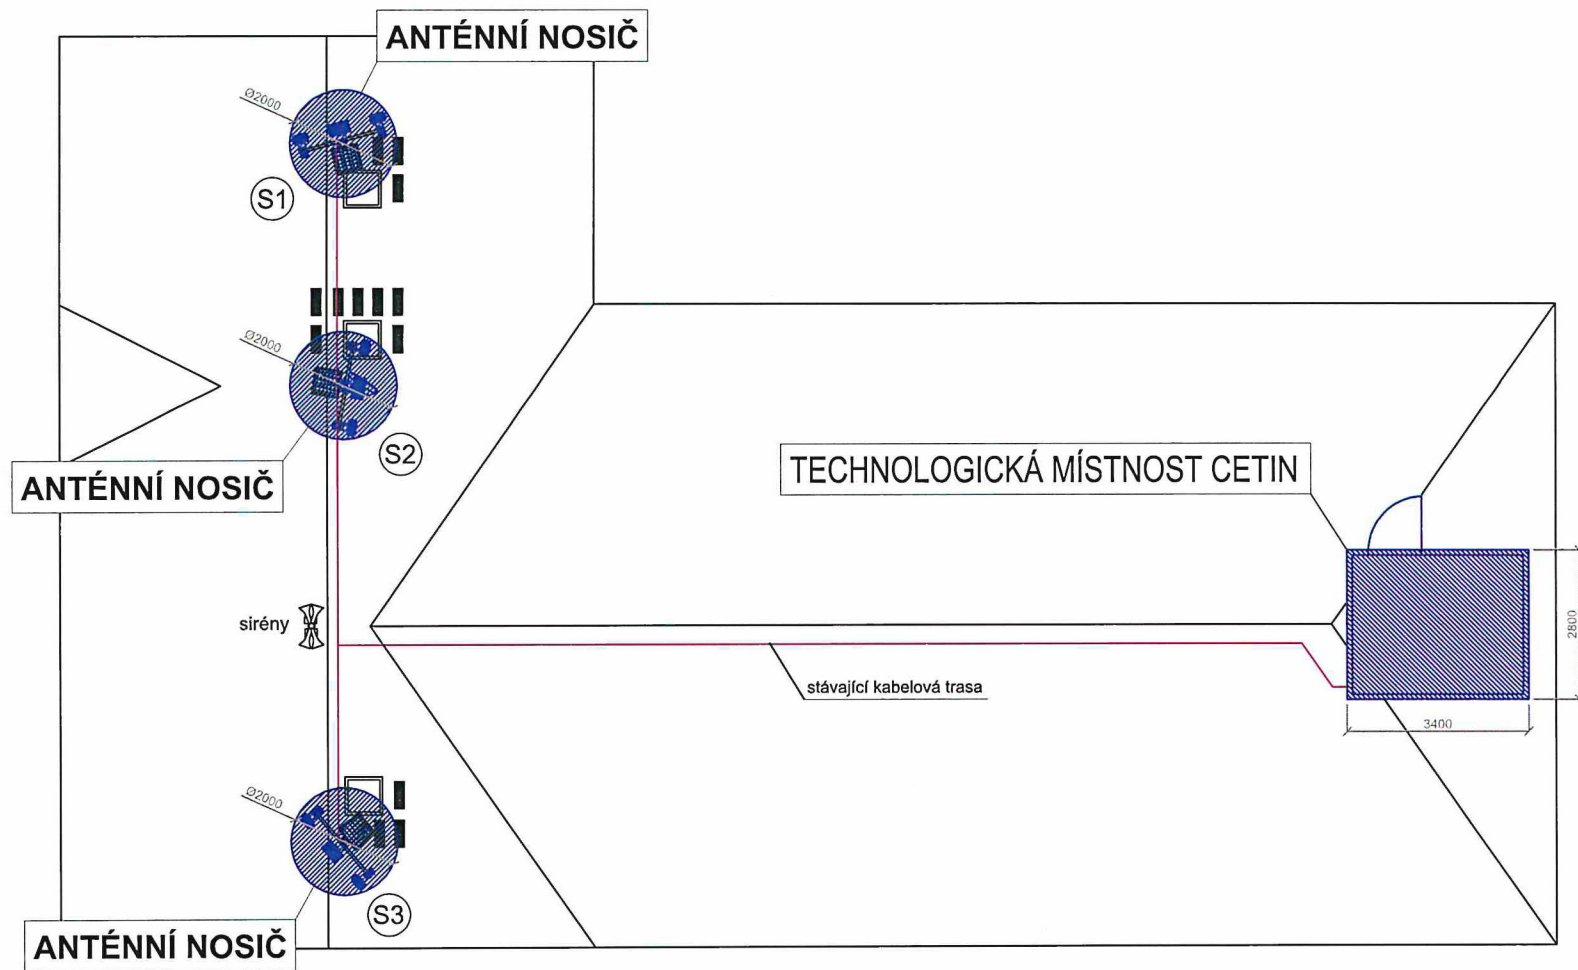 ANTÉNNÍ NOSIČ
Ø2000
S1
Ø2000
S2
ANTÉNNÍ NOSIČ
TECHNOLOGICKÁ MÍSTNOST CETIN
2800
sirény
stávající kabelová trasa
3400
Ø2000
S3
ANTÉNNÍ NOSIČ